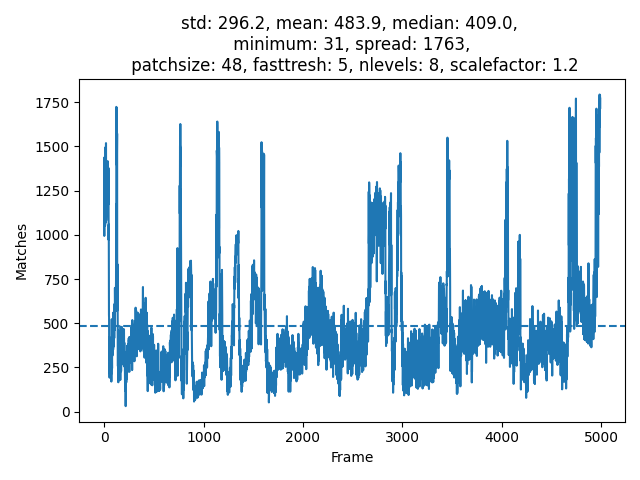 std: 296.2, mean: 483.9, median: 409.0,
minimum: 31, spread: 1763,
patchsize: 48, fasttresh: 5, nlevels: 8, scalefactor: 1.2
1750
1500
1250
1000
750
500
250
0
Matches
0 1000 2000 3000 4000 5000
Frame